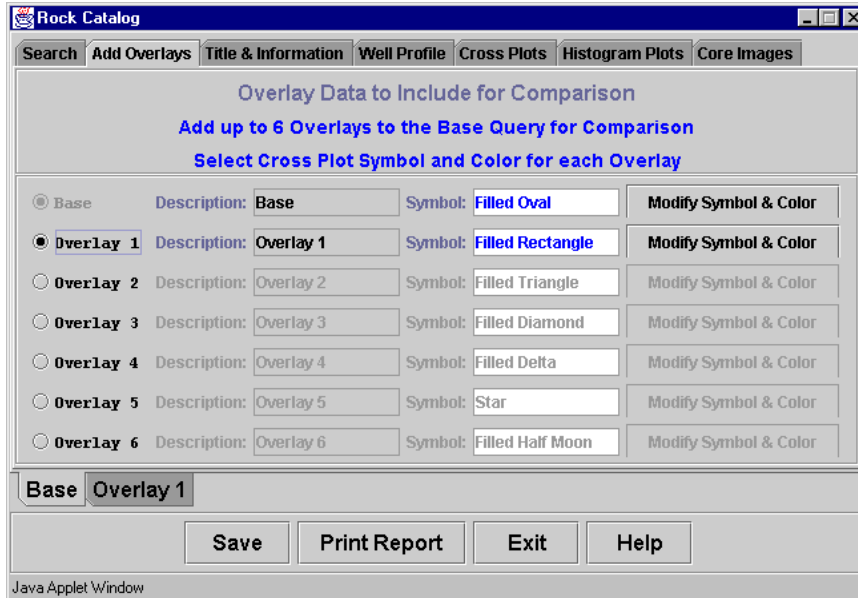 Rock Catalog
Search Add Overlays Title & Information Well Profile Cross Plots Histogram Plots Core Images
Overlay Data to Include for Comparison
Add up to 6 Overlays to the Base Query for Comparison
Select Cross Plot Symbol and Color for each Overlay
Base Description: Base Symbol: Filled Oval Modify Symbol & Color
Overlay 1 Description: Overlay 1 Symbol: Filled Rectangle Modify Symbol & Color
Overlay 2 Description: Overlay 2 Symbol: Filled Triangle Modify Symbol & Color
Overlay 3 Description: Overlay 3 Symbol: Filled Diamond Modify Symbol & Color
Overlay 4 Description: Overlay 4 Symbol: Filled Delta Modify Symbol & Color
Overlay 5 Description: Overlay 5 Symbol: Star Modify Symbol & Color
Overlay 6 Description: Overlay 6 Symbol: Filled Half Moon Modify Symbol & Color
Base Overlay 1
Save Print Report Exit Help
Java Applet Window